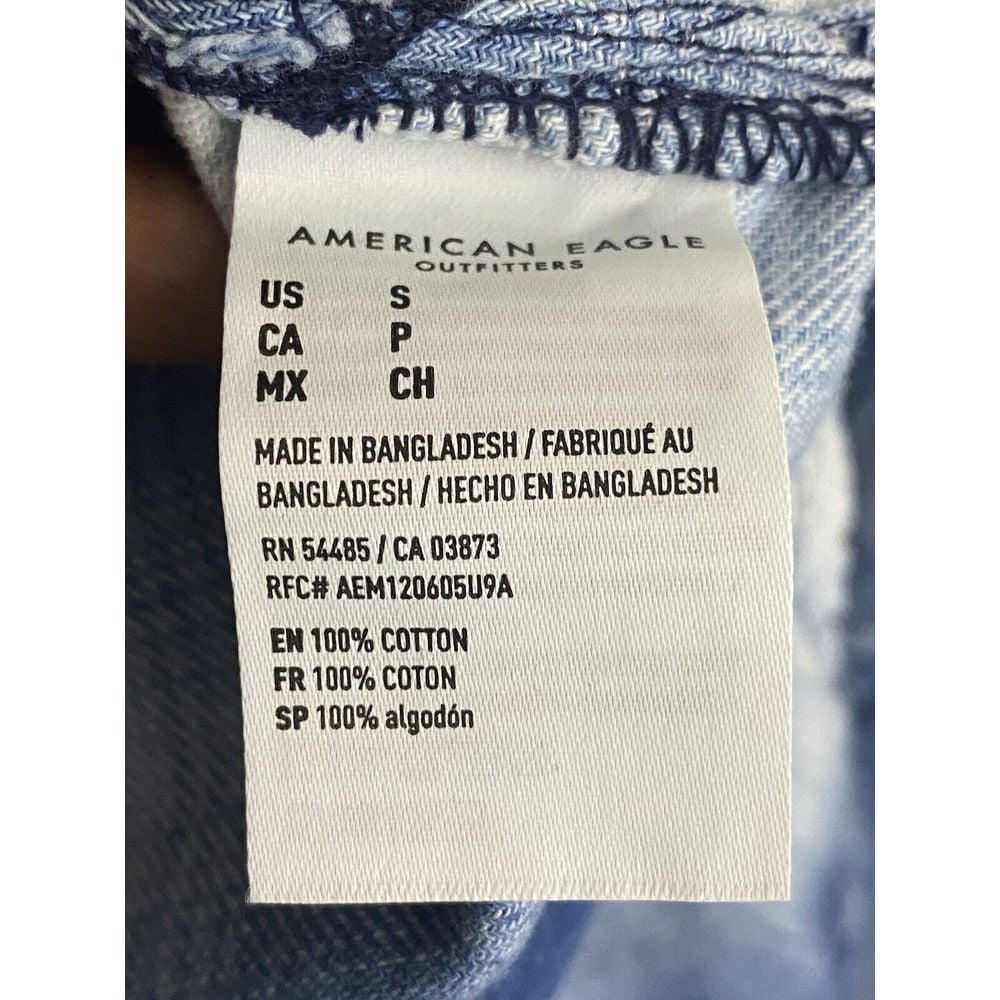 AMERICAN EAGLE
OUTFITTERS
US S
CA P
MX CH
MADE IN BANGLADESH / FABRIQUÉ AU
BANGLADESH / HECHO EN BANGLADESH
RN 54485 / CA 03873
RFC# AEM120605U9A
EN 100% COTTON
FR 100% COTON
SP 100% algodón